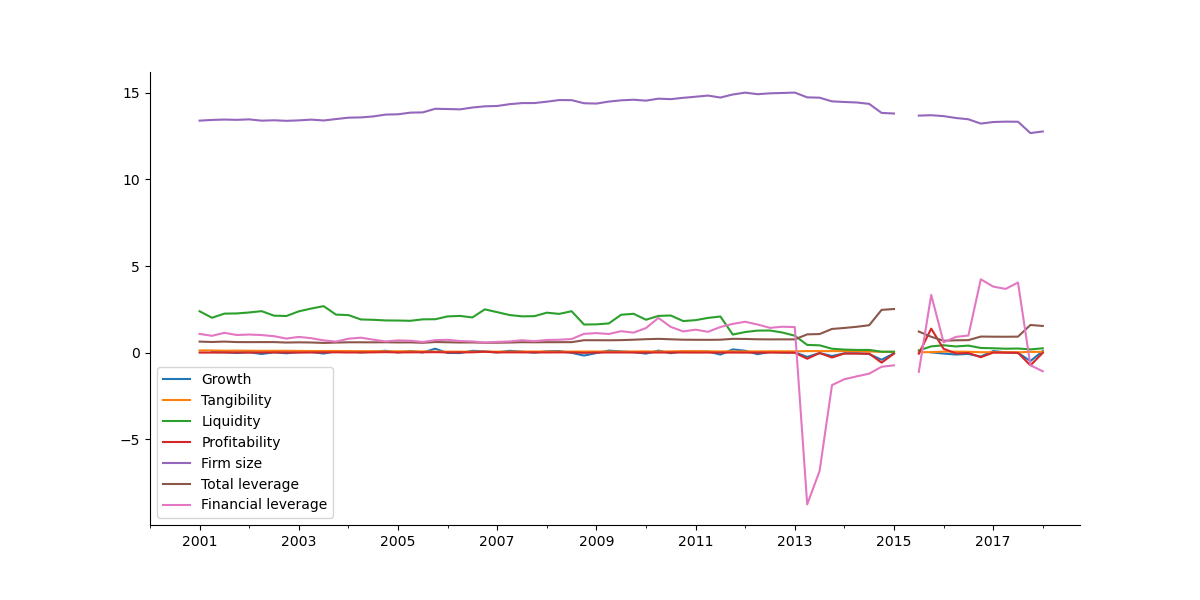 15
10
5
0
−5
Growth
Tangibility
Liquidity
Profitability
Firm size
Total leverage
Financial leverage
2001 2003 2005 2007 2009 2011 2013 2015 2017